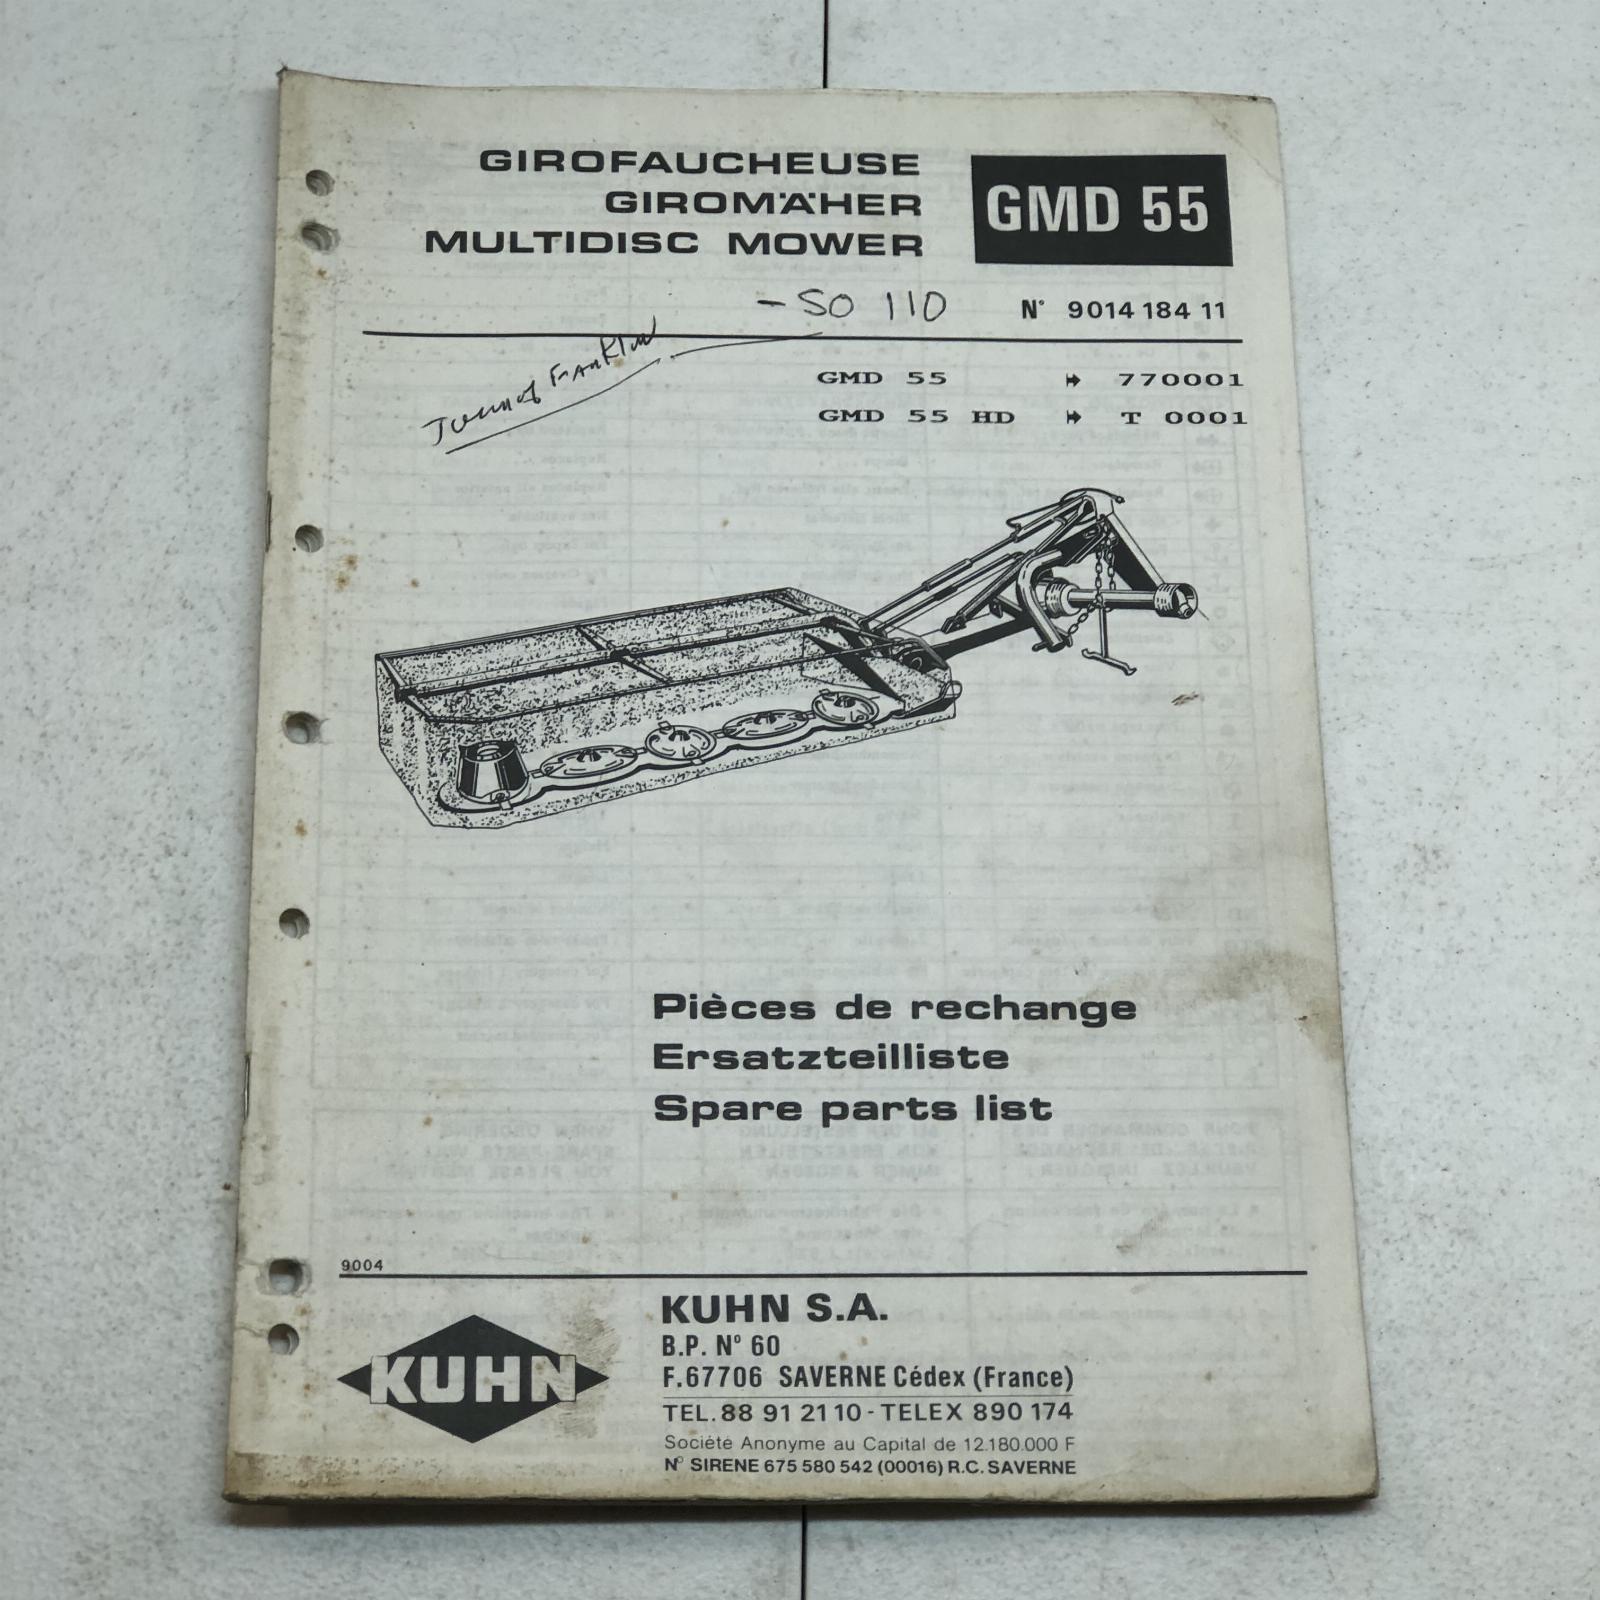 GIROFAUCHEUSE
GIROMÄHER
MULTIDISC MOWER
GMD 55
- SO 110
N° 9014 184 11
Franklin
GMD 55 ➔ 770001
GMD 55 HD ➔ T 0001
Pièces de rechange
Ersatzteilliste
Spare parts list
9004
KUHN
KUHN S.A.
B.P. N° 60
F.67706 SAVERNE Cédex (France)
TEL. 88 91 21 10 - TELEX 890 174
Société Anonyme au Capital de 12.180.000 F
N° SIRENE 675 580 542 (00016) R.C. SAVERNE